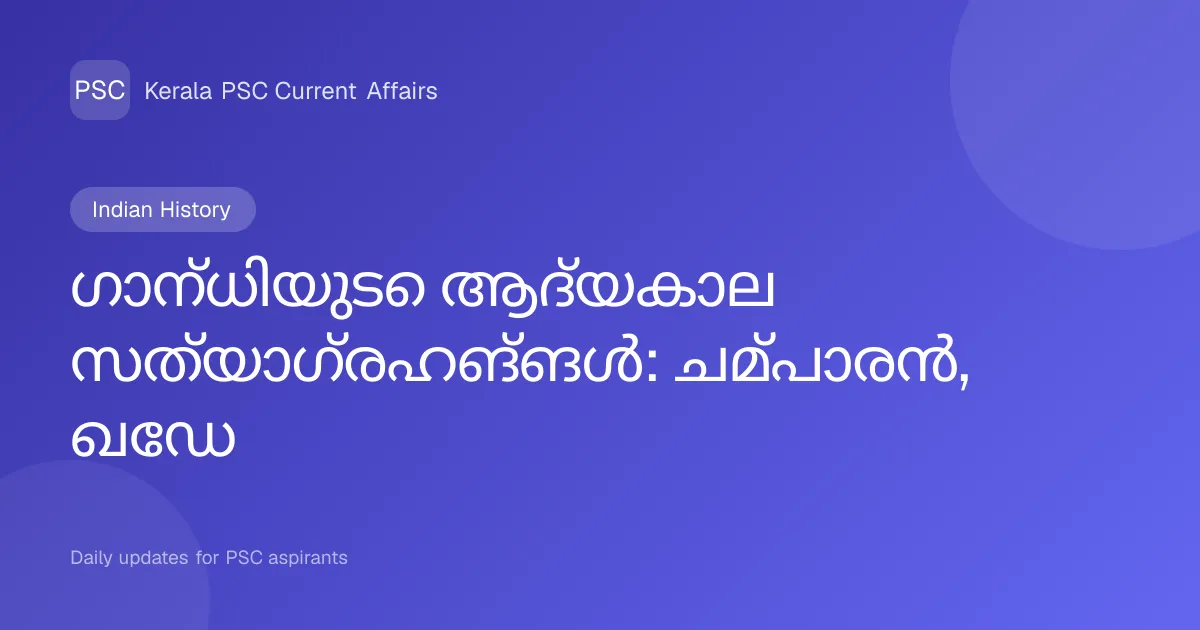 PSC
Kerala PSC Current Affairs
Indian History
ഗാന്ധിയുടെ ആദ്യകാല
സത്യാഗ്രഹങ്ങൾ: ചമ്പാരൻ,
ഖഡേ
Daily updates for PSC aspirants